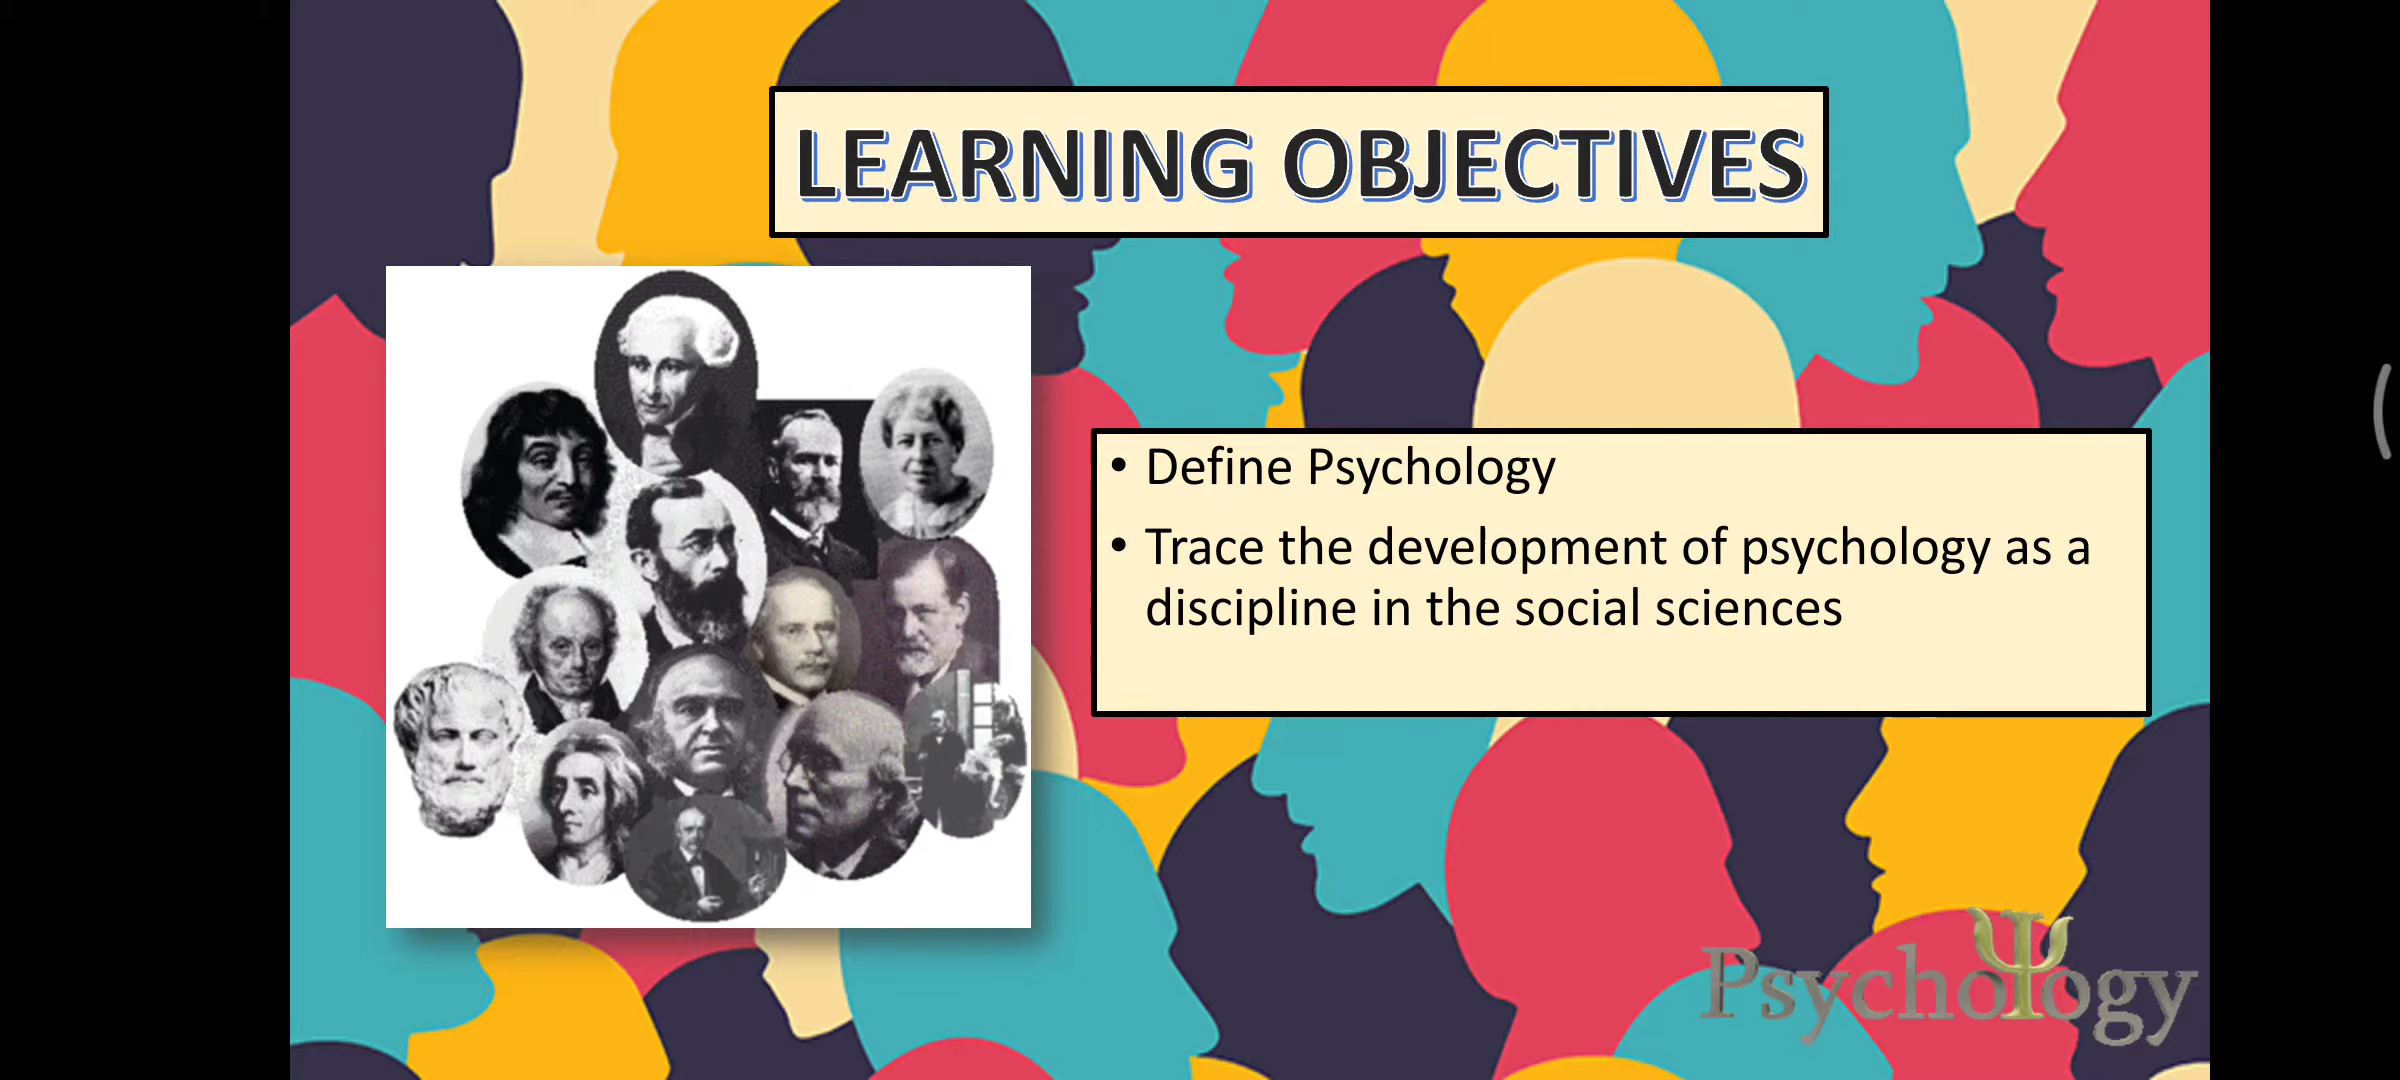 LEARNING OBJECTIVES
• Define Psychology
• Trace the development of psychology as a
discipline in the social sciences
Psychology